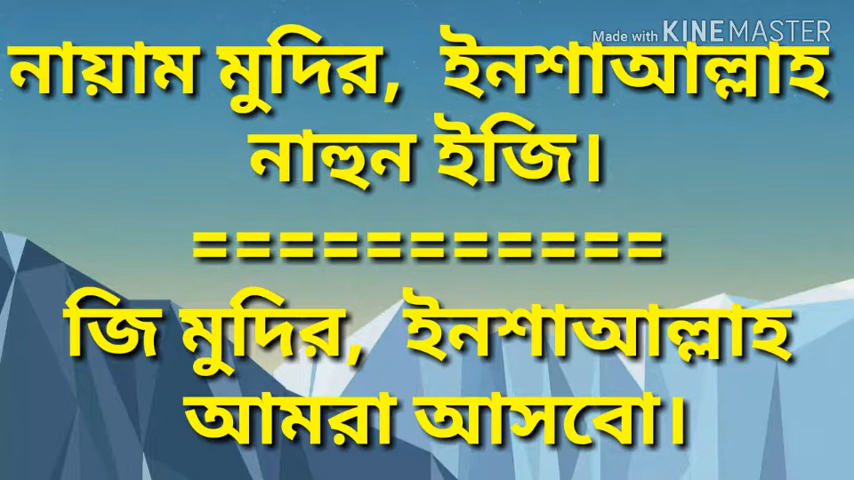 Made with KINEMASTER
নায়াম মুদির, ইনশাআল্লাহ
নাহুন ইজি।
===========
জি মুদির, ইনশাআল্লাহ
আমরা আসবো।